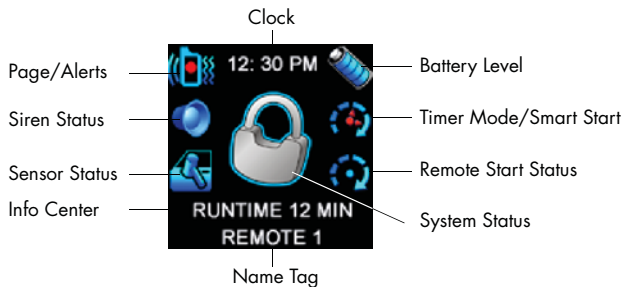 Clock
Page/Alerts
12: 30 PM
Battery Level
Siren Status
Timer Mode/Smart Start
Sensor Status
Remote Start Status
Info Center
RUNTIME 12 MIN
System Status
REMOTE 1
Name Tag